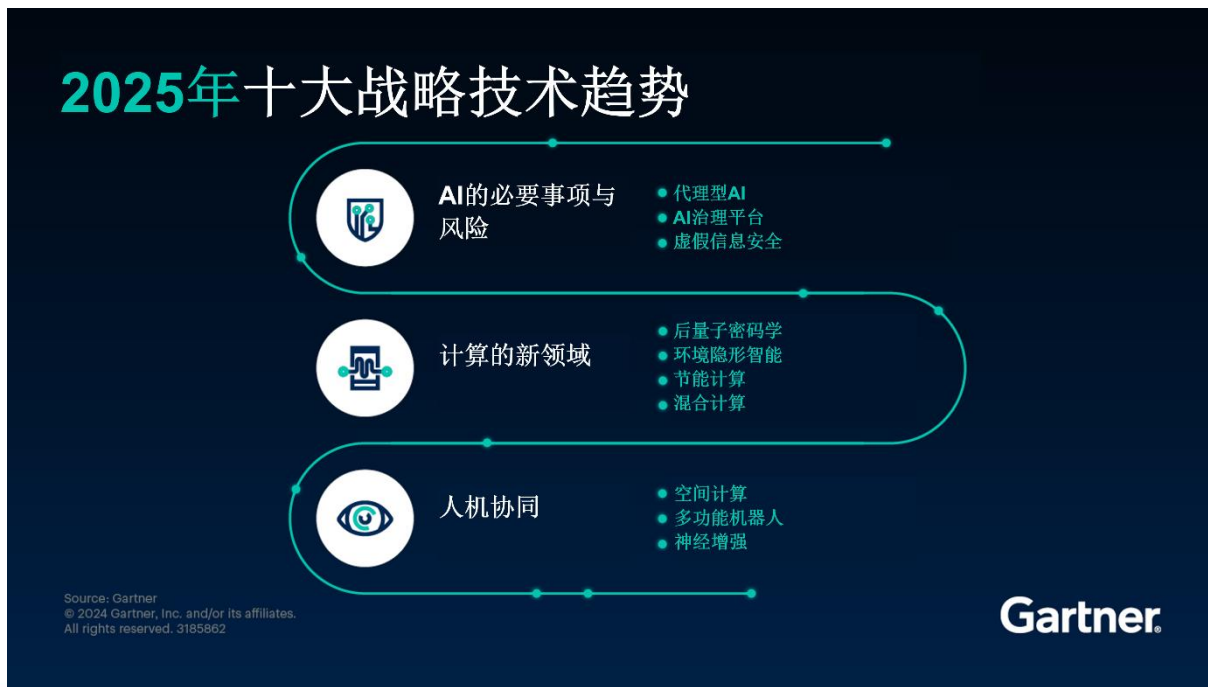 2025年十大战略技术趋势
AI的必要事项与
风险
代理型AI
AI治理平台
虚假信息安全
计算的新领域
后量子密码学
环境隐形智能
节能计算
混合计算
人机协同
空间计算
多功能机器人
神经增强
Source: Gartner
© 2024 Gartner, Inc. and/or its affiliates.
All rights reserved. 3185862
Gartner®